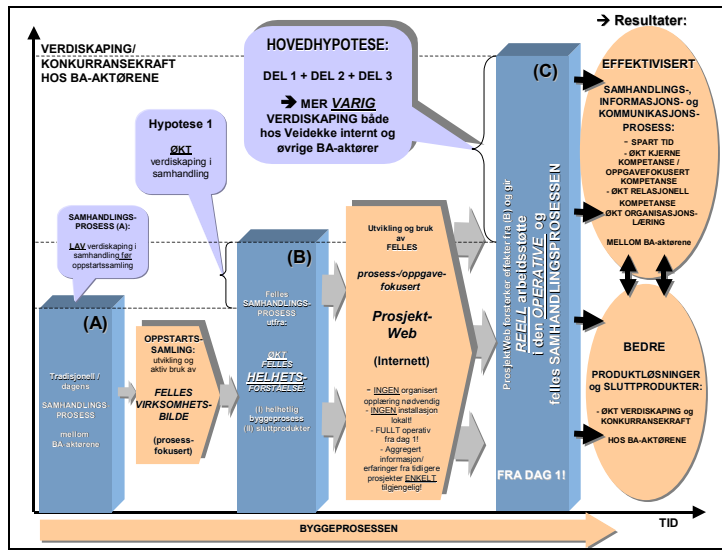 VERDISKAPING/
KONKURRANSEKRAFT
HOS BA-AKTØRENE
HOVEDHYPOTESE:
DEL 1 + DEL 2 + DEL 3
➔ MER VARIG
VERDISKAPING både
hos Veidekke internt og
øvrige BA-aktører
Hypotese 1
ØKT
verdiskaping i
samhandling
SAMHANDLINGS-
PROSESS (A):
LAV verdiskaping i
samhandling før
oppstartssamling
(A)
Tradisjonell /
dagens
SAMHANDLINGS
PROSESS
mellom
BA-aktørene
OPPSTARTS-
SAMLING:
utvikling og
aktiv bruk av
FELLES
VIRKSOMHETS-
BILDE
(prosess-
fokusert)
(B)
Felles
SAMHANDLINGS-
PROSESS
utfra:
ØKT
FELLES
HELHETS-
FORSTÅELSE:
(I) helhetlig
byggeprosess
(II) sluttprodukter
Utvikling og bruk
av
FELLES
prosess-/oppgave-
fokusert
Prosjekt-
Web
(Internett)
- INGEN organisert
opplæring nødvendig
- INGEN installasjon
lokalt!
- FULLT operativ
fra dag 1!
- Aggregert
informasjon/
erfaringer fra tidligere
prosjekter ENKELT
tilgjengelig!
(C)
ProsjektWeb forsterker effekter fra (B) og gir
REELL arbeidsstøtte
i den OPERATIVE og
felles SAMHANDLINGSPROSESSEN
FRA DAG 1!
➔ Resultater:
EFFEKTIVISERT
SAMHANDLINGS-,
INFORMASJONS- og
KOMMUNIKASJONS-
PROSESS:
- SPART TID
- ØKT KJERNE
KOMPETANSE /
OPPGAVEFOKUSERT
KOMPETANSE
- ØKT RELASJONELL
KOMPETANSE
ØKT ORGANISASJONS-
LÆRING
MELLOM BA-aktørene
BEDRE
PRODUKTLØSNINGER
og SLUTTPRODUKTER:
- ØKT VERDISKAPING og
KONKURRANSEKRAFT
HOS BA-AKTØRENE
BYGGEPROSESSEN
TID